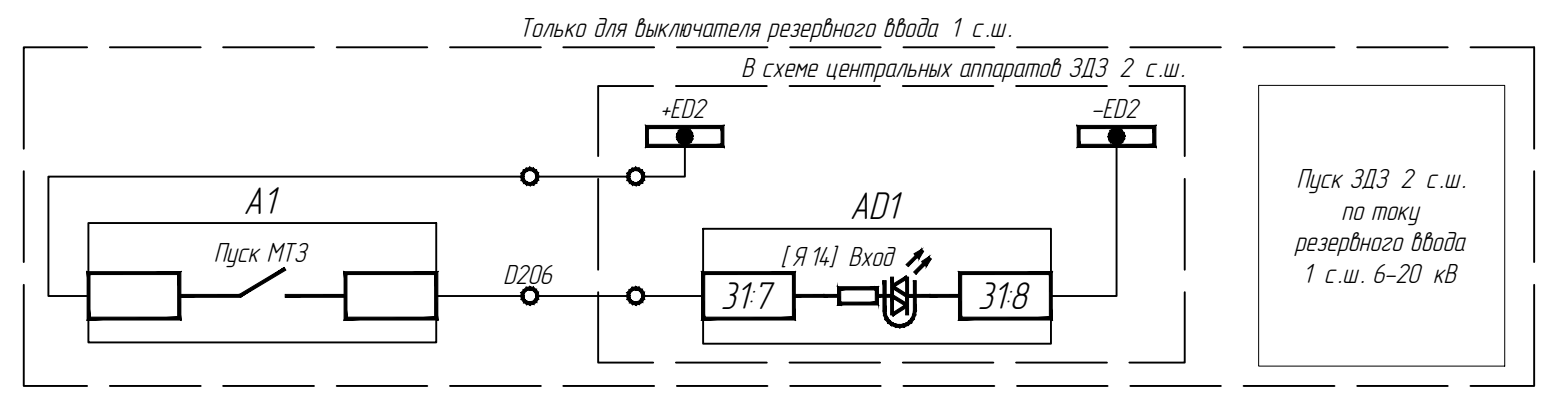 Только для выключателя резервного ввода 1 с.ш.
В схеме центральных аппаратов ЗДЗ 2 с.ш.
+ED2
-ED2
A1
Пуск МТЗ
D206
AD1
[Я14] Вход
31:7
31:8
Пуск ЗДЗ 2 с.ш.
по току
резервного ввода
1 с.ш. 6-20 кВ